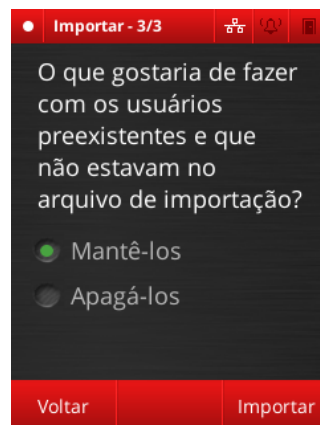 Importar - 3/3
O que gostaria de fazer
com os usuários
preexistentes e que
não estavam no
arquivo de importação?
Mantê-los
Apagá-los
Voltar Importar